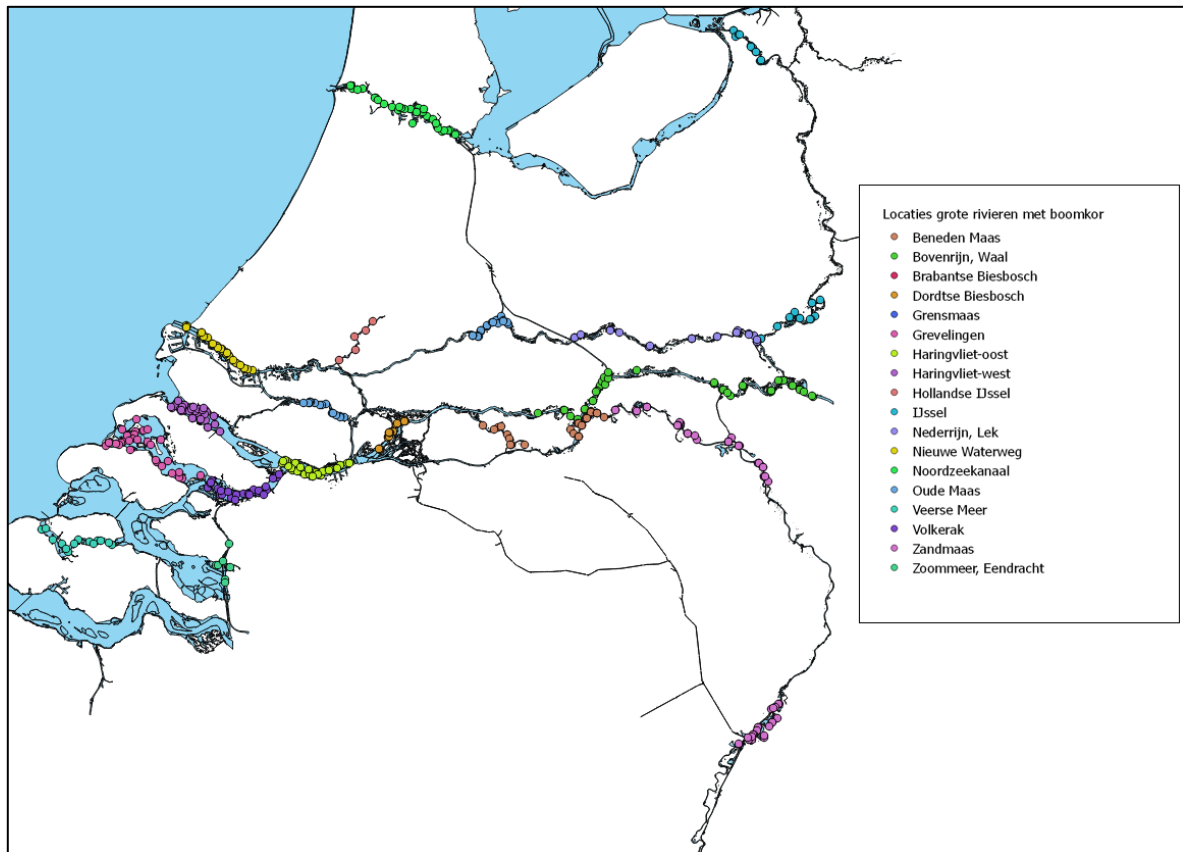 Locaties grote rivieren met boomkor
Beneden Maas
Bovenrijn, Waal
Brabantse Biesbosch
Dordtse Biesbosch
Grensmaas
Grevelingen
Haringvliet-oost
Haringvliet-west
Hollandse IJssel
IJssel
Nederrijn, Lek
Nieuwe Waterweg
Noordzeekanaal
Oude Maas
Veerse Meer
Volkerak
Zandmaas
Zoommeer, Eendracht